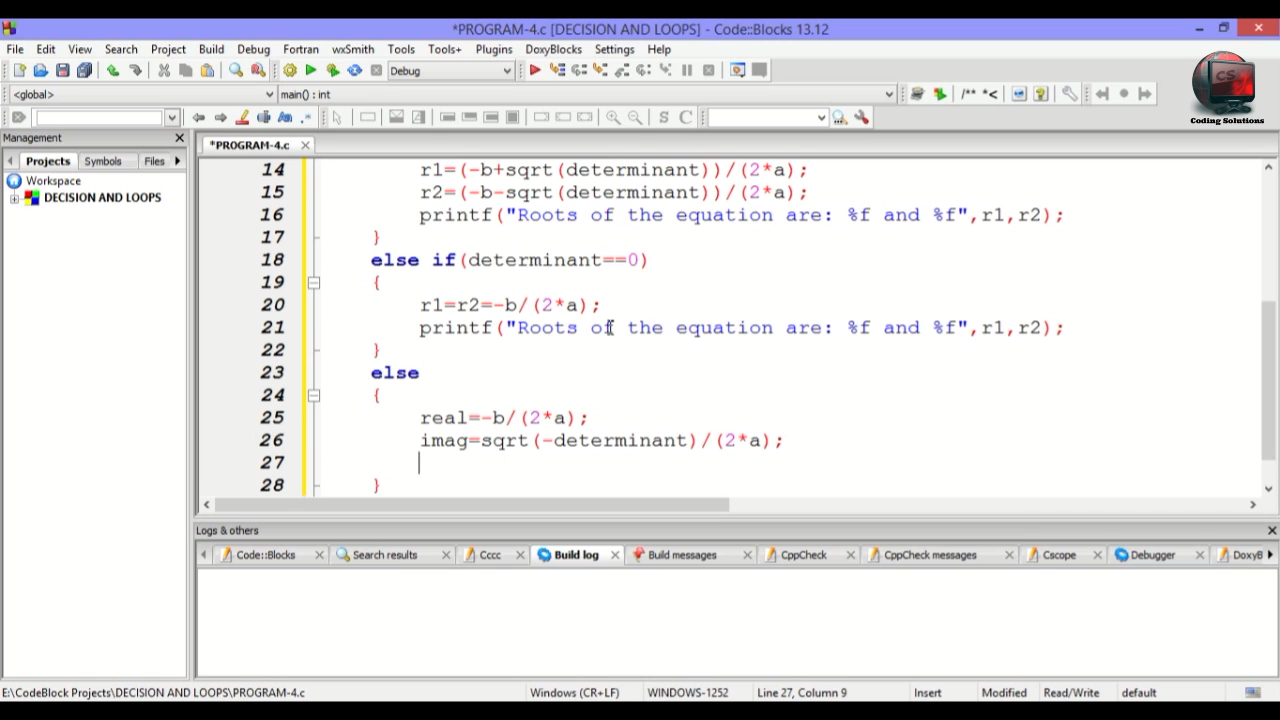 *PROGRAM-4.c [DECISION AND LOOPS] - Code::Blocks 13.12
File Edit View Search Project Build Debug Fortran wxSmith Tools Tools+ Plugins DoxyBlocks Settings Help
Debug
<global> main() : int /** *<
CS
Coding Solutions
Aa .* S C
Management
*PROGRAM-4.c
Projects Symbols Files
Workspace
DECISION AND LOOPS
14 r1=(-b+sqrt(determinant))/(2*a);
15 r2=(-b-sqrt(determinant))/(2*a);
16 printf("Roots of the equation are: %f and %f",r1,r2);
17 }
18 else if(determinant==0)
19 {
20 r1=r2=-b/(2*a);
21 printf("Roots of the equation are: %f and %f",r1,r2);
22 }
23 else
24 {
25 real=-b/(2*a);
26 imag=sqrt(-determinant)/(2*a);
27
28 }
Logs & others
Code::Blocks Search results Cccc Build log Build messages CppCheck CppCheck messages Cscope Debugger DoxyB
E:\CodeBlock Projects\DECISION AND LOOPS\PROGRAM-4.c Windows (CR+LF) WINDOWS-1252 Line 27, Column 9 Insert Modified Read/Write default